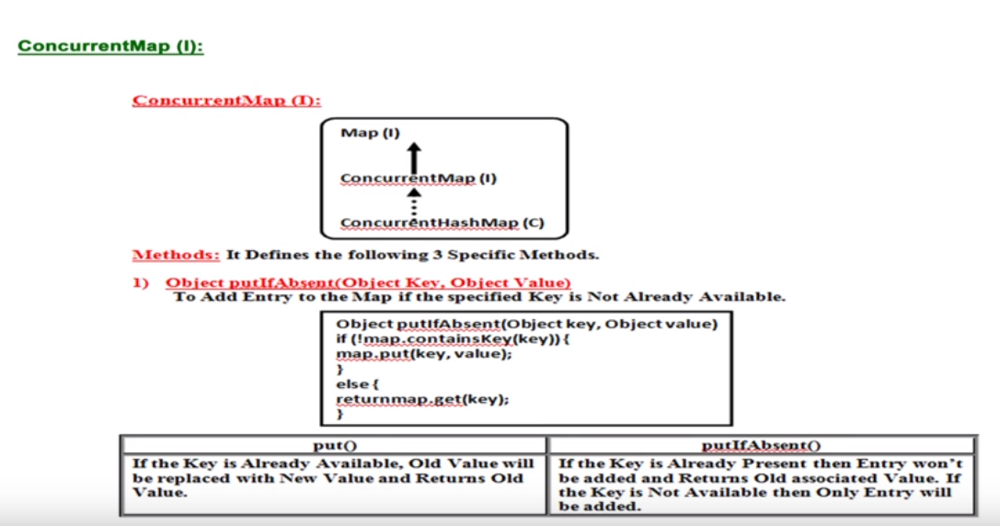 ConcurrentMap (I):
ConcurrentMap (I):
Map (I)
ConcurrentMap (I)
ConcurrentHashMap (C)
Methods: It Defines the following 3 Specific Methods.
1) Object putIfAbsent(Object Key, Object Value)
To Add Entry to the Map if the specified Key is Not Already Available.
Object putIfAbsent(Object key, Object value)
if (!map.containsKey(key)) {
map.put(key, value);
}
else {
returnmap.get(key);
}
put()
If the Key is Already Available, Old Value will
be replaced with New Value and Returns Old
Value.
putIfAbsent()
If the Key is Already Present then Entry won't
be added and Returns Old associated Value. If
the Key is Not Available then Only Entry will
be added.